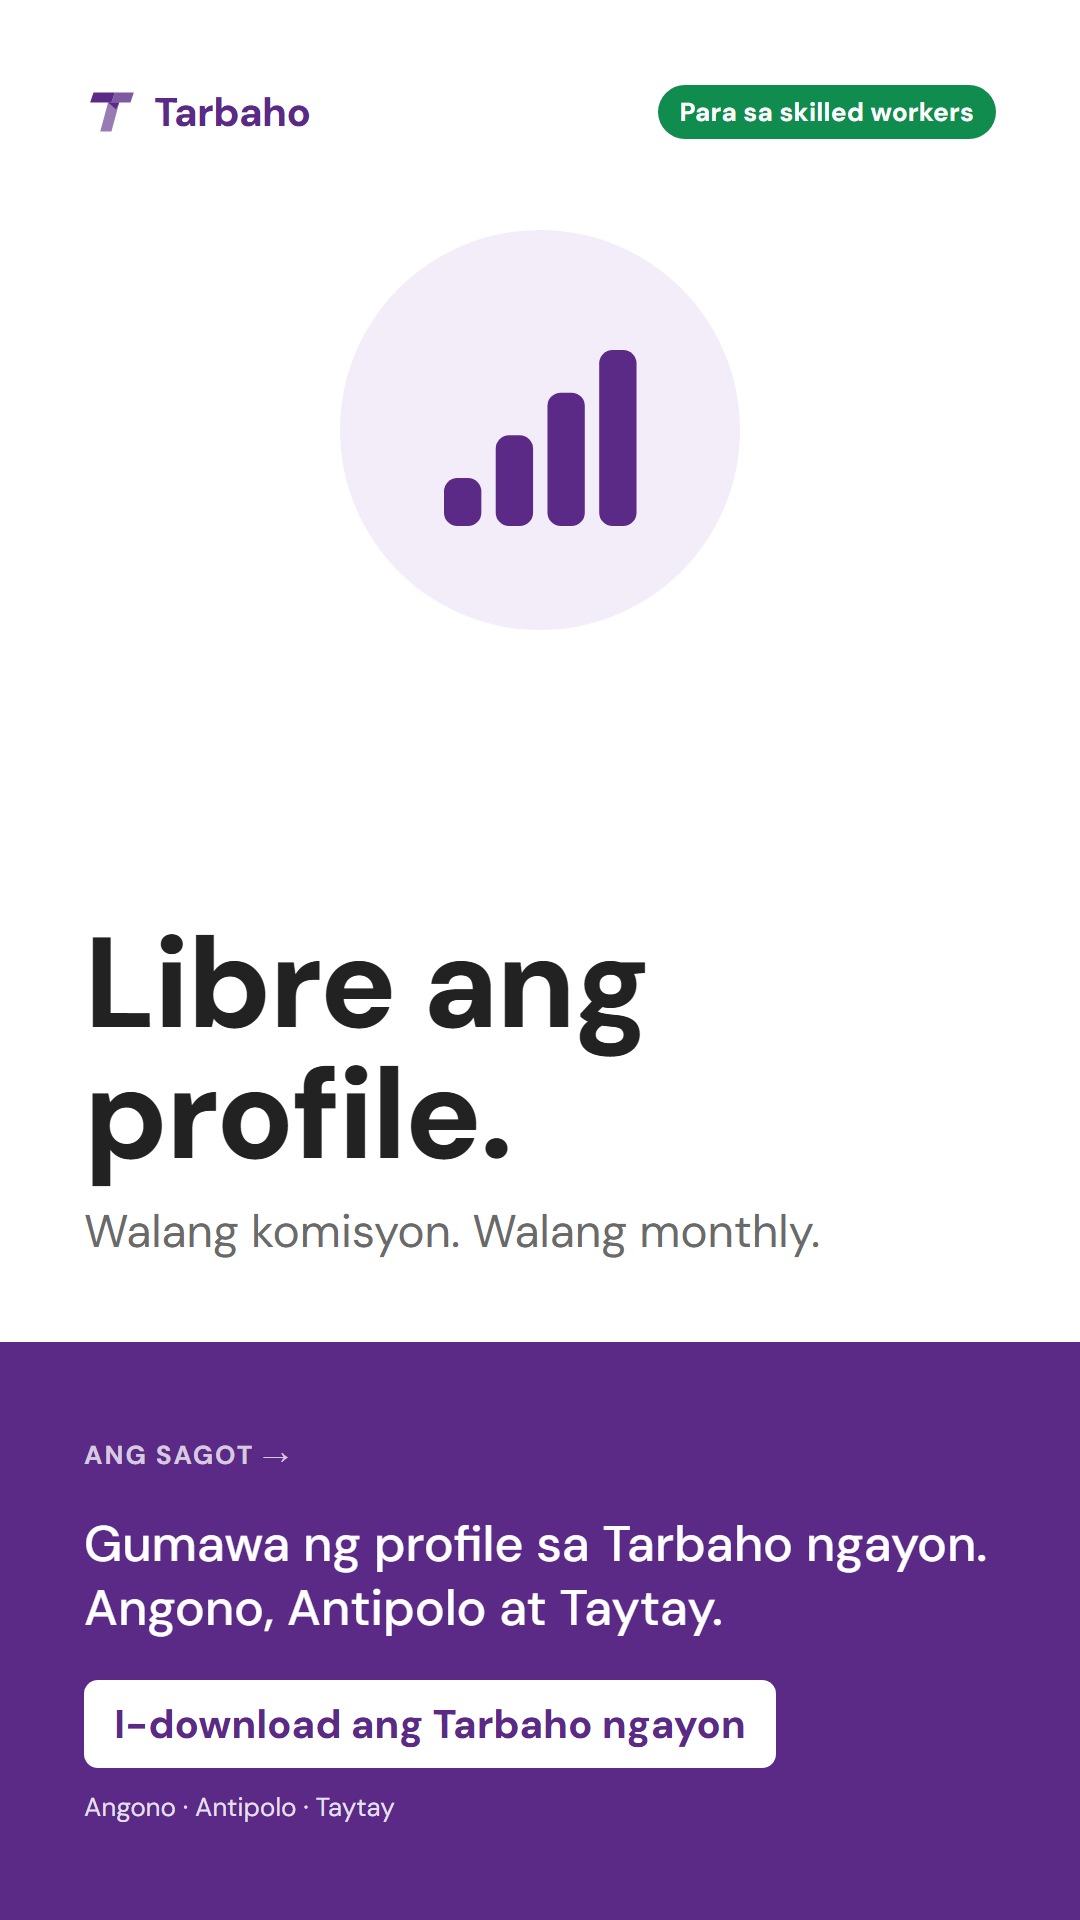 Tarbaho
Para sa skilled workers
Libre ang
profile.
Walang komisyon. Walang monthly.
ANG SAGOT →
Gumawa ng profile sa Tarbaho ngayon.
Angono, Antipolo at Taytay.
I-download ang Tarbaho ngayon
Angono · Antipolo · Taytay